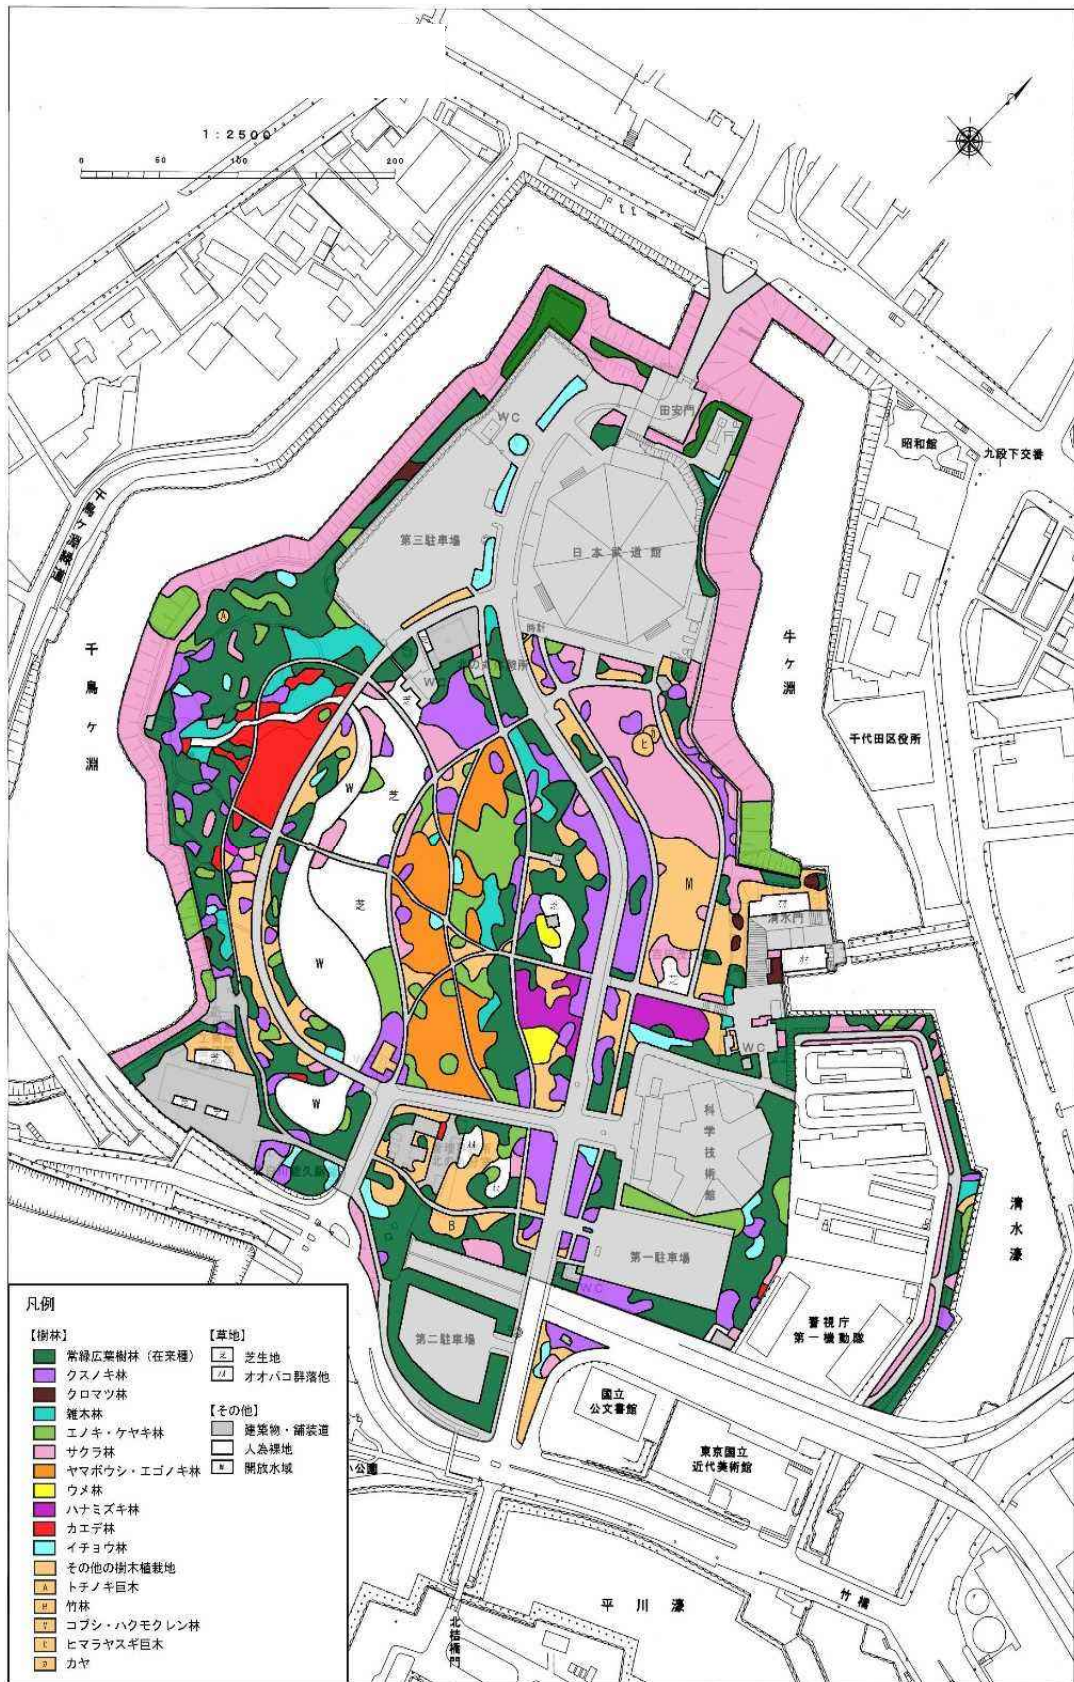 1:2500
0 50 100 200
WC
田安門
昭和館
九段下交番
千鳥ヶ淵緑道
第三駐車場
日本武道館
時計
千鳥ヶ淵
牛ヶ淵
WC
千代田区役所
W
芝
芝
M
W
清水門
WC
W
科学技術館
清水濠
B
第一駐車場
WC
第二駐車場
警視庁
第一機動隊
国立
公文書館
東京国立
近代美術館
竹橋
平川濠
北桔橋門
凡例
【樹林】
常緑広葉樹林(在来種)
クスノキ林
クロマツ林
雑木林
エノキ・ケヤキ林
サクラ林
ヤマボウシ・エゴノキ林
ウメ林
ハナミズキ林
カエデ林
イチョウ林
その他の樹木植栽地
トチノキ巨木
竹林
コブシ・ハクモクレン林
ヒマラヤスギ巨木
カヤ
【草地】
芝生地
オオバコ群落他
【その他】
建築物・舗装道
人為裸地
開放水域